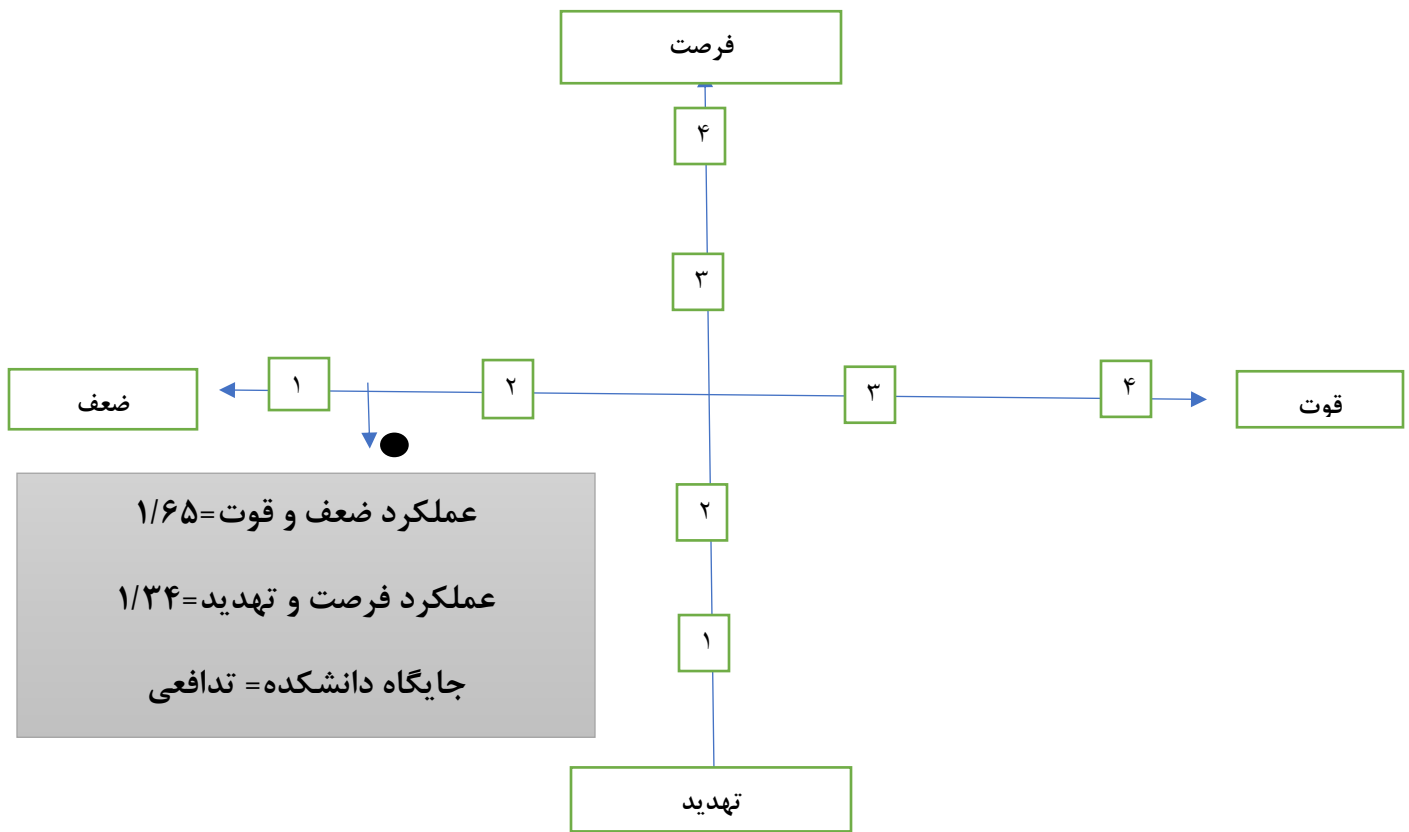 فرصت
۴
۳
ضعف
۱
۲
۳
۴
قوت
عملکرد ضعف و قوت=۱/۶۵
عملکرد فرصت و تهدید=۱/۳۴
جایگاه دانشکده= تدافعی
۲
۱
تهدید